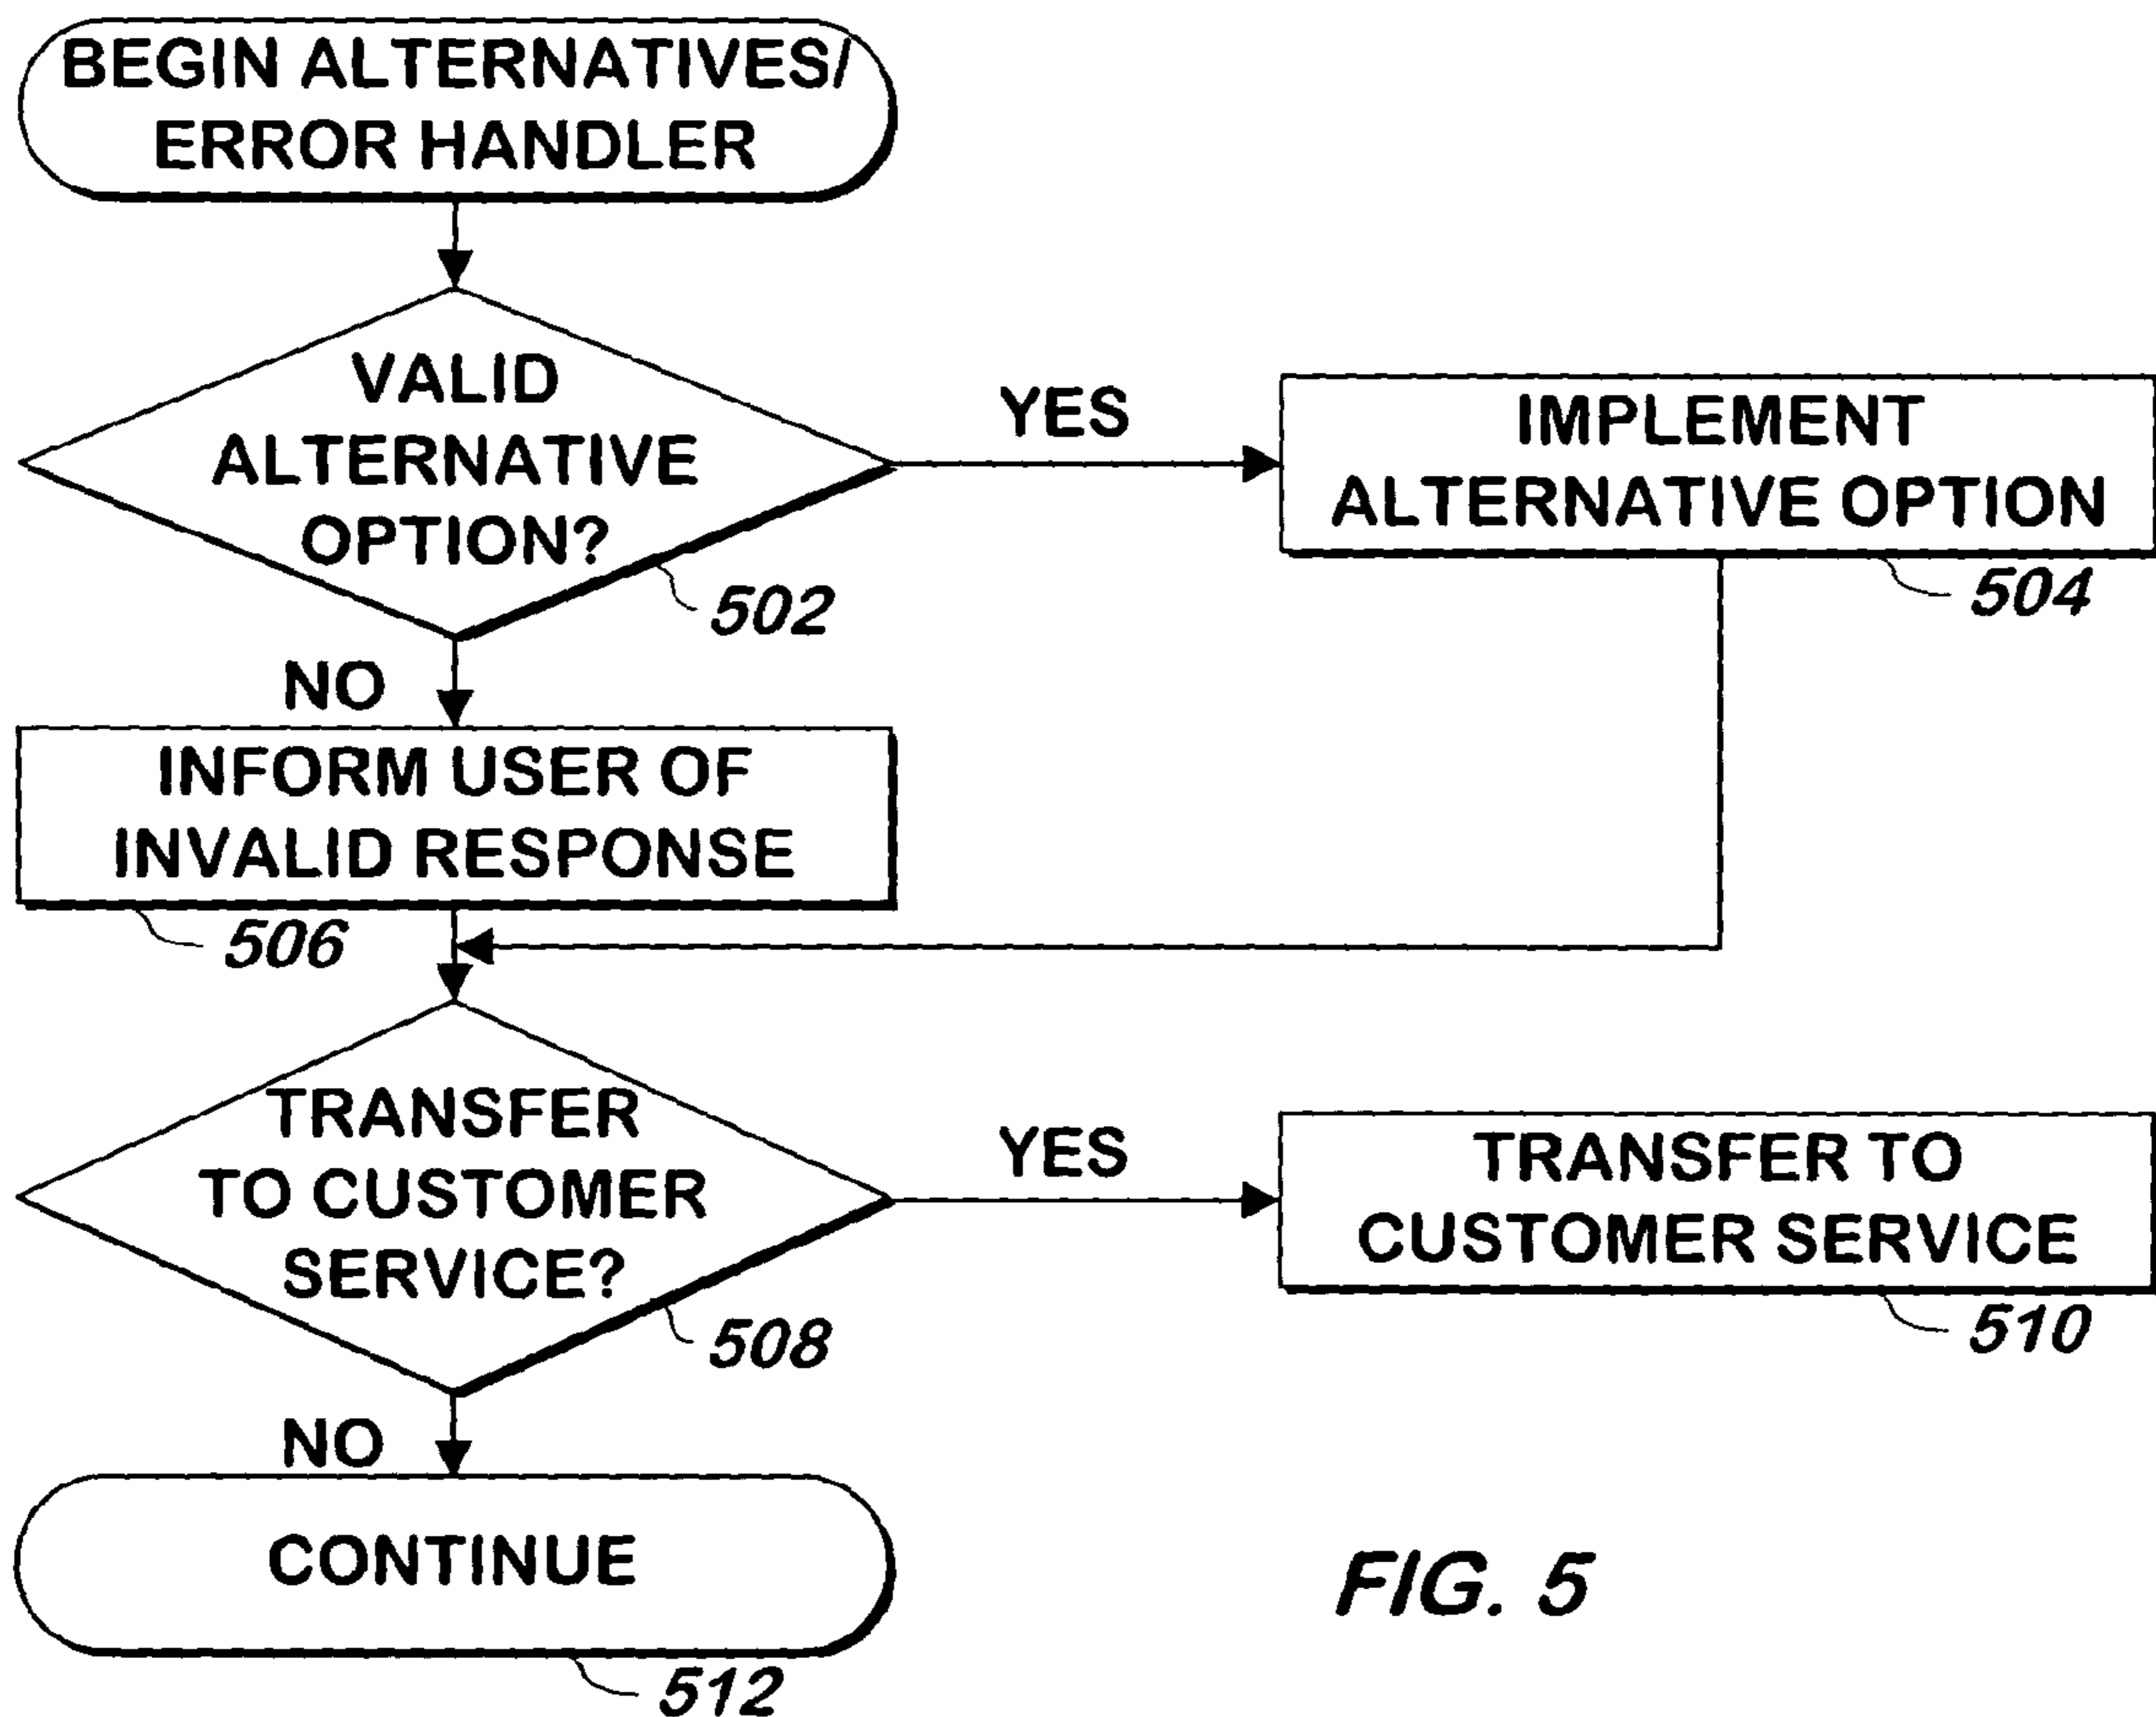 BEGIN ALTERNATIVES/
ERROR HANDLER
VALID
ALTERNATIVE
OPTION?
502
YES
IMPLEMENT
ALTERNATIVE OPTION
504
NO
INFORM USER OF
INVALID RESPONSE
506
TRANSFER
TO CUSTOMER
SERVICE?
508
YES
TRANSFER TO
CUSTOMER SERVICE
510
NO
CONTINUE
512
FIG. 5